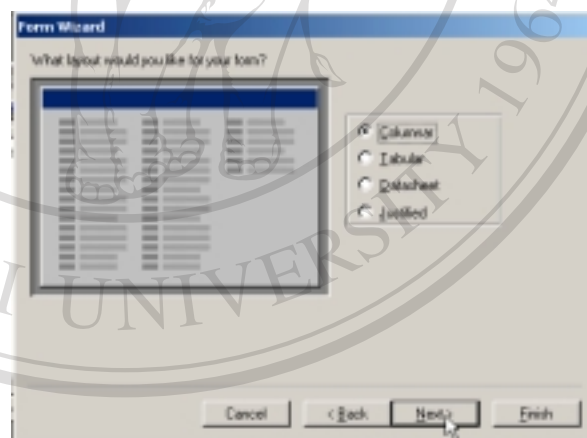 Form Wizard
What layout would you like for your form?
Columnar
Tabular
Datasheet
Justified
Cancel
< Back
Next >
Finish
UNIVERSITY 1964